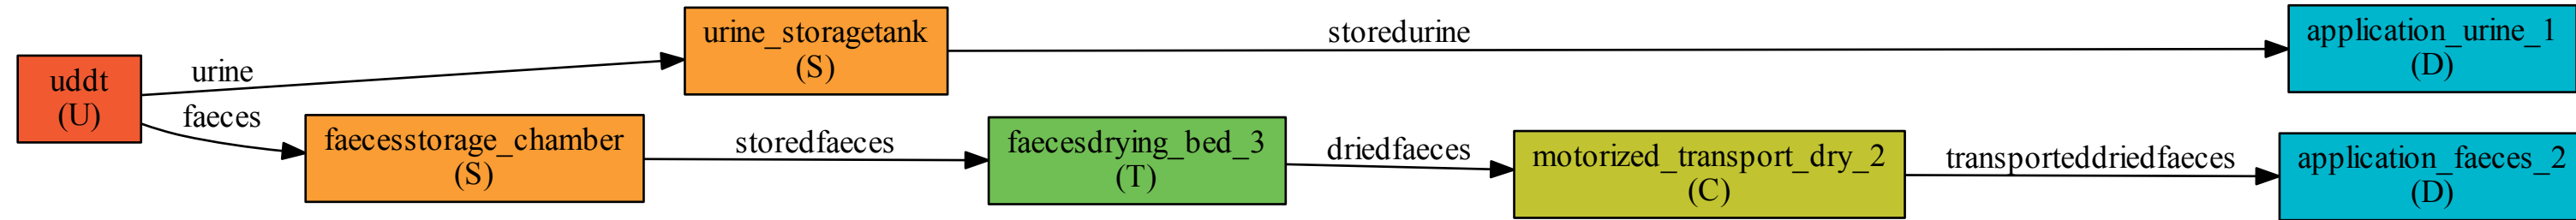 uddt
(U)
urine
faeces
urine_storagetank
(S)
storedurine
application_urine_1
(D)
faecesstorage_chamber
(S)
storedfaeces
faecesdrying_bed_3
(T)
driedfaeces
motorized_transport_dry_2
(C)
transporteddriedfaeces
application_faeces_2
(D)